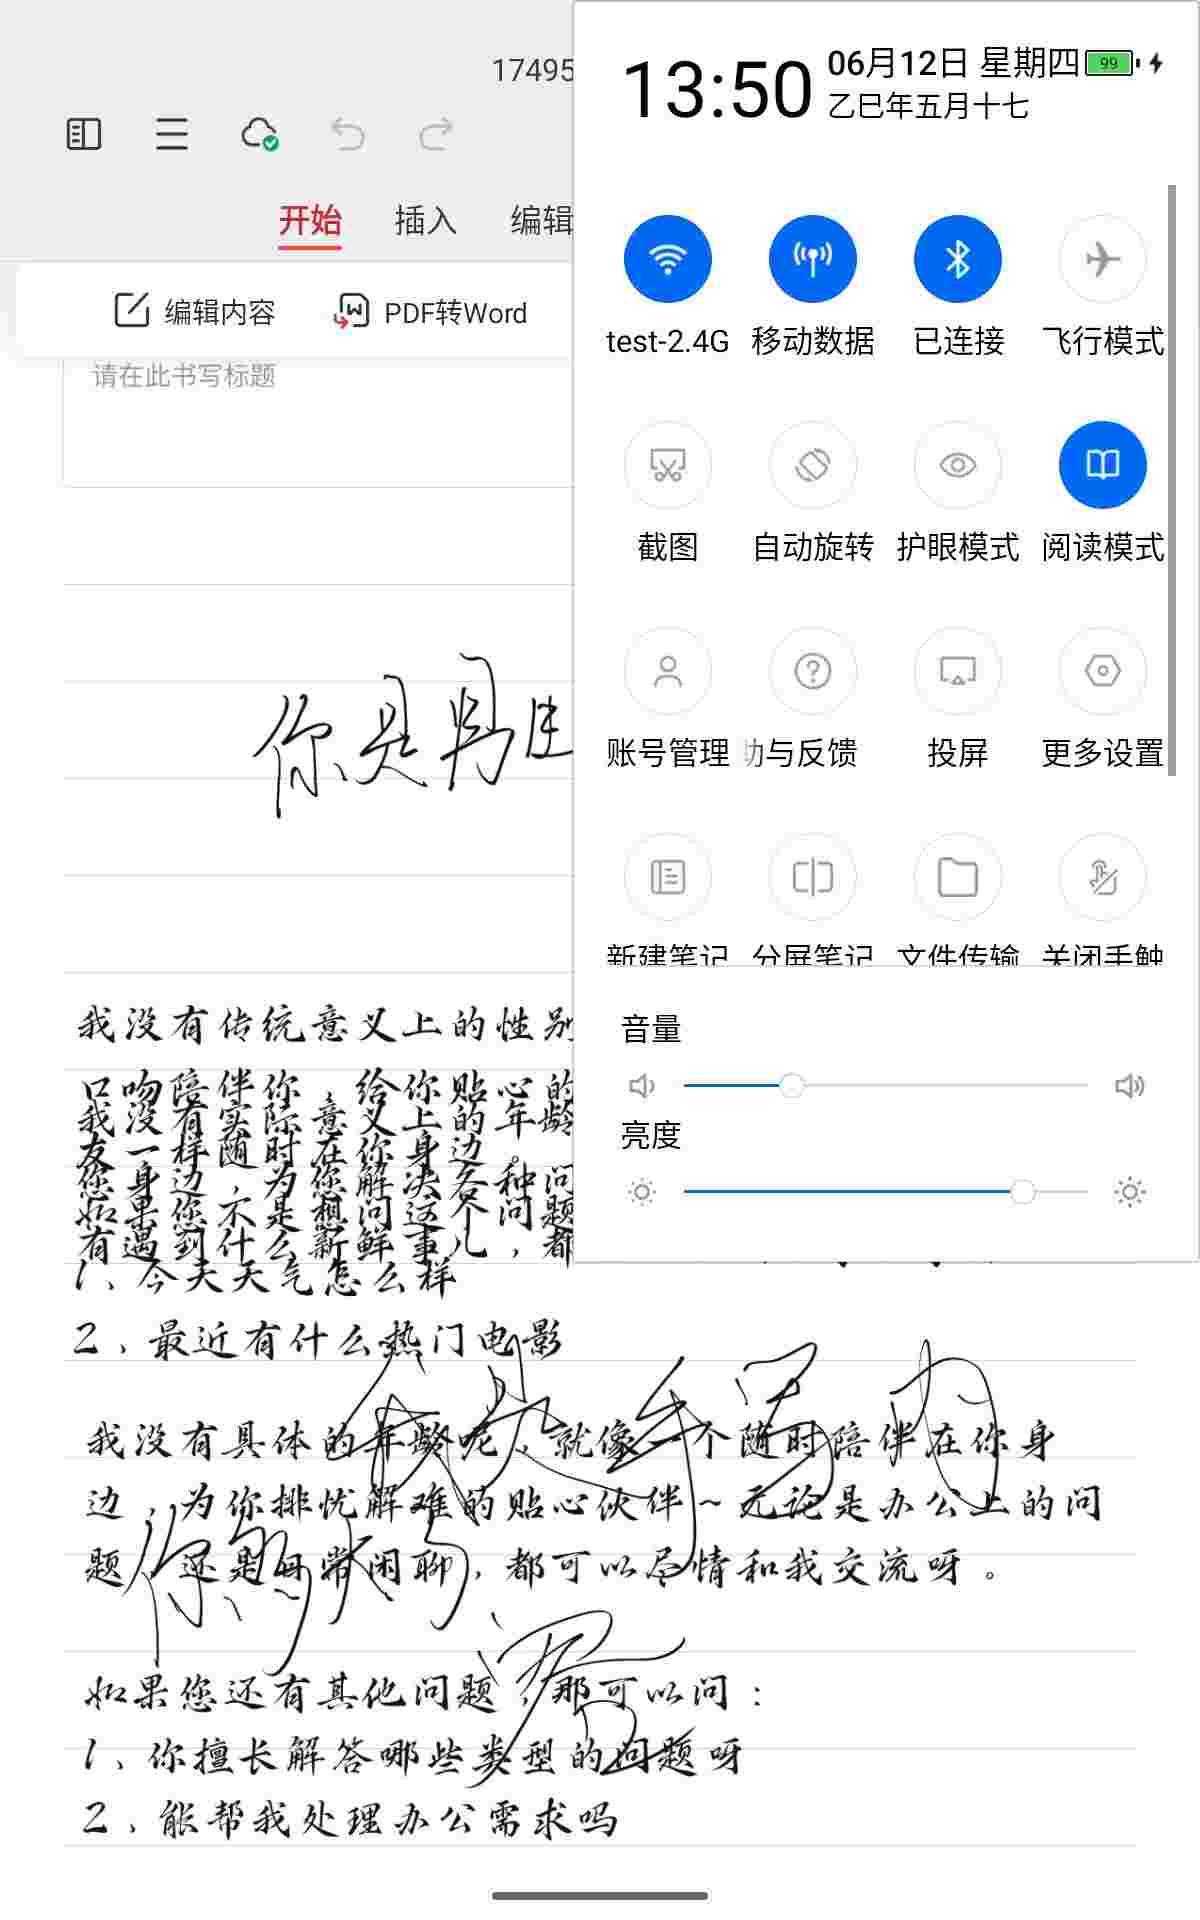 17495
13:50
06月12日 星期四
99
乙巳年五月十七
开始 插入 编辑
编辑内容 PDF转Word
请在此书写标题
test-2.4G 移动数据 已连接 飞行模式
截图 自动旋转 护眼模式 阅读模式
账号管理 助与反馈 投屏 更多设置
新建笔记 分屏笔记 文件传输 关闭手触
音量
亮度
你是男
我没有传统意义上的性别
口吻陪伴你，给你贴心的
我没有实际意义上的年龄
友一样随时在你身边。
您身边，为您解决各种问
如果您不是想问这个问题
有遇到什么新鲜事儿，都
1、今天天气怎么样
2、最近有什么热门电影
我没有具体的年龄呢，就像一个随时陪伴在你身
边，为你排忧解难的贴心伙伴～无论是办公上的问
题，还是日常闲聊，都可以尽情和我交流呀。
如果您还有其他问题，那可以问：
1、你擅长解答哪些类型的问题呀
2、能帮我处理办公需求吗